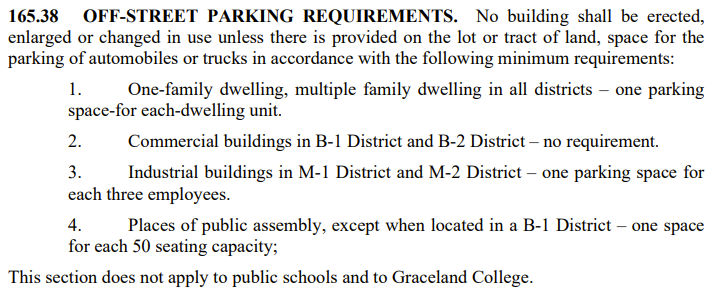 165.38 OFF-STREET PARKING REQUIREMENTS. No building shall be erected,
enlarged or changed in use unless there is provided on the lot or tract of land, space for the
parking of automobiles or trucks in accordance with the following minimum requirements:
1. One-family dwelling, multiple family dwelling in all districts – one parking
space-for each-dwelling unit.
2. Commercial buildings in B-1 District and B-2 District – no requirement.
3. Industrial buildings in M-1 District and M-2 District – one parking space for
each three employees.
4. Places of public assembly, except when located in a B-1 District – one space
for each 50 seating capacity;
This section does not apply to public schools and to Graceland College.